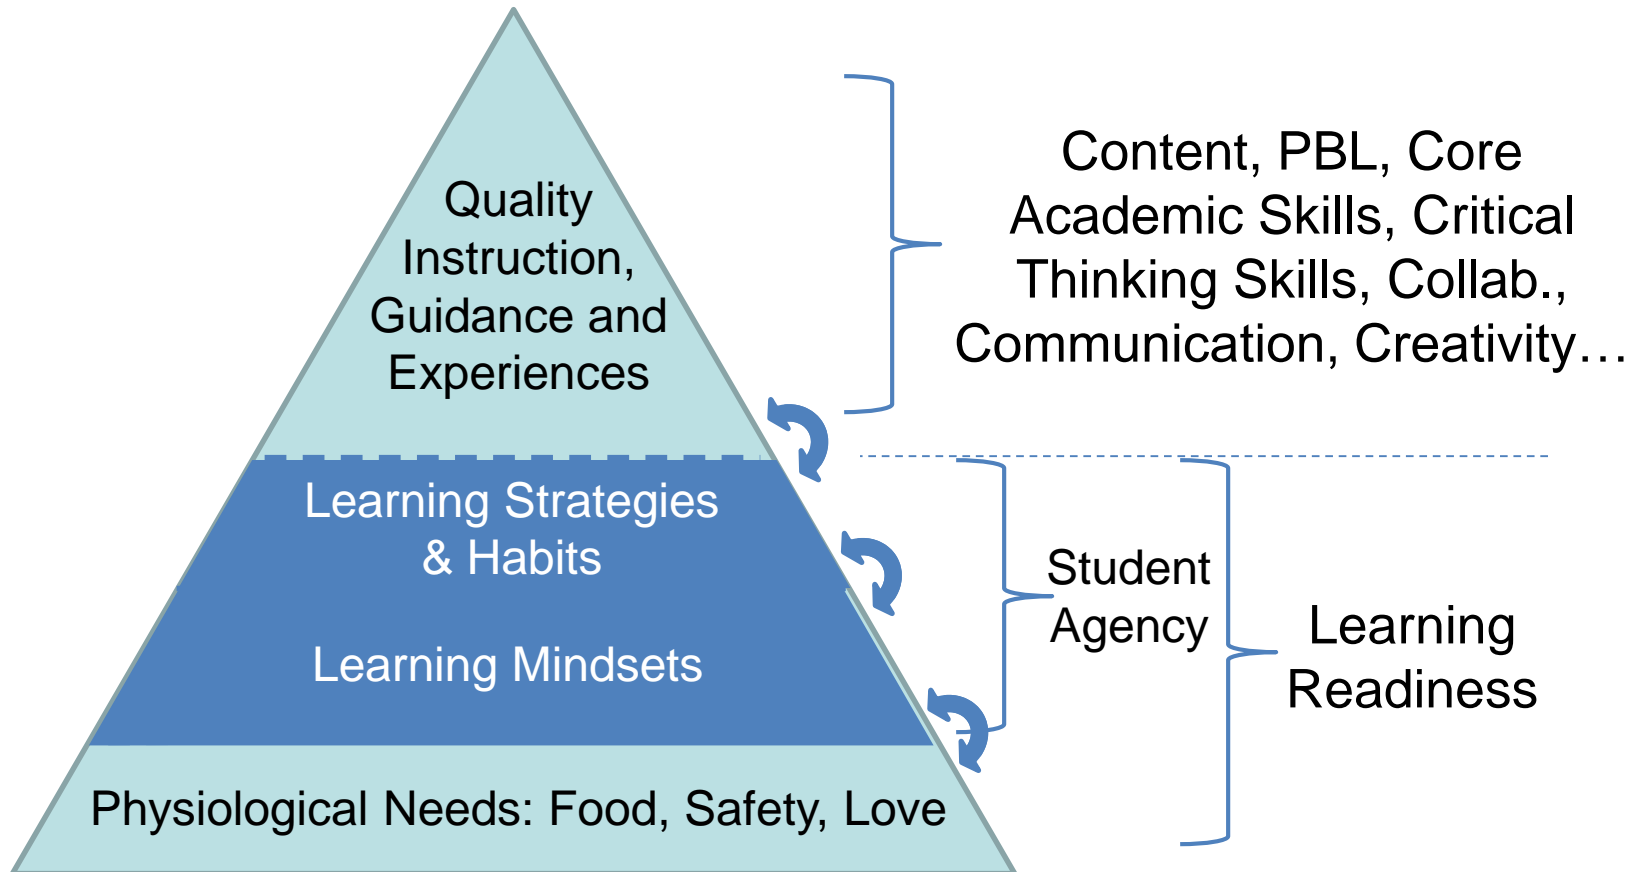 Quality
Instruction,
Guidance and
Experiences
Content, PBL, Core
Academic Skills, Critical
Thinking Skills, Collab.,
Communication, Creativity…
Learning Strategies
& Habits
Learning Mindsets
Student
Agency
Learning
Readiness
Physiological Needs: Food, Safety, Love